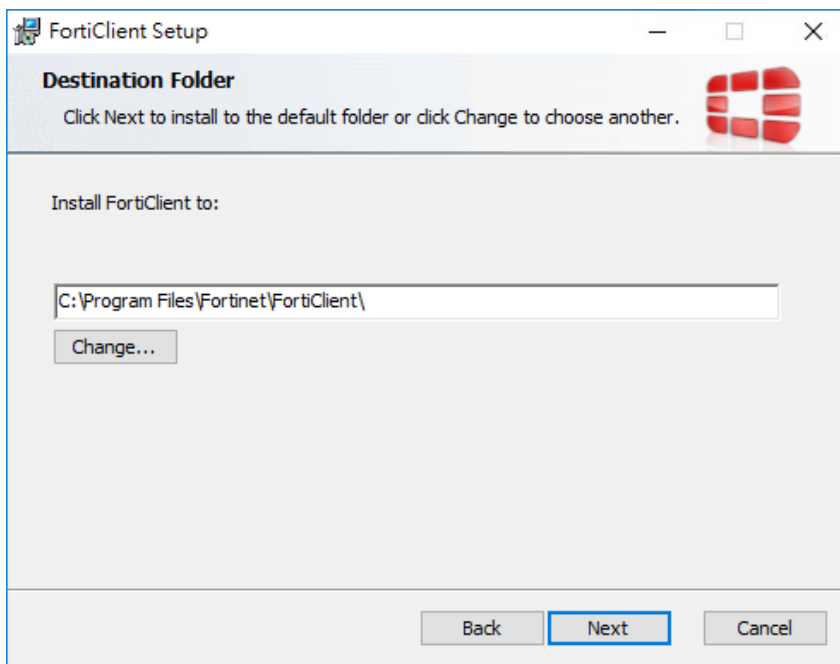 FortiClient Setup
Destination Folder
Click Next to install to the default folder or click Change to choose another.
Install FortiClient to:
C:\Program Files\Fortinet\FortiClient\
Change...
Back Next Cancel